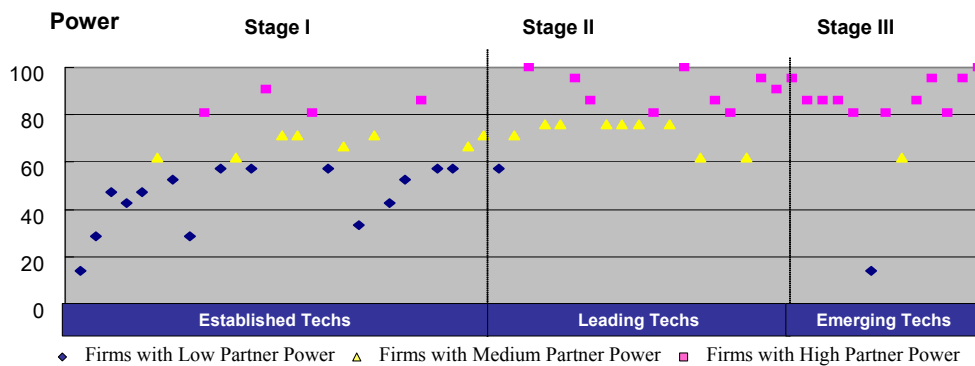 Power
Stage I Stage II Stage III
100
80
60
40
20
0
Established Techs Leading Techs Emerging Techs
Firms with Low Partner Power Firms with Medium Partner Power Firms with High Partner Power